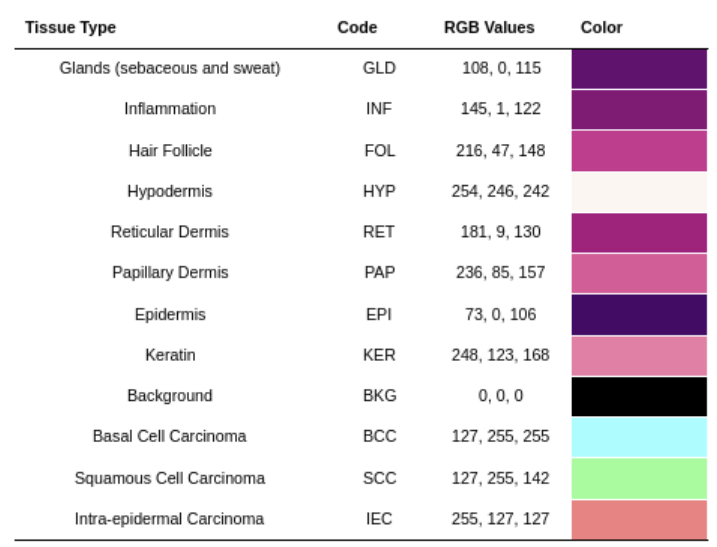 Tissue Type Code RGB Values Color
Glands (sebaceous and sweat) GLD 108, 0, 115
Inflammation INF 145, 1, 122
Hair Follicle FOL 216, 47, 148
Hypodermis HYP 254, 246, 242
Reticular Dermis RET 181, 9, 130
Papillary Dermis PAP 236, 85, 157
Epidermis EPI 73, 0, 106
Keratin KER 248, 123, 168
Background BKG 0, 0, 0
Basal Cell Carcinoma BCC 127, 255, 255
Squamous Cell Carcinoma SCC 127, 255, 142
Intra-epidermal Carcinoma IEC 255, 127, 127